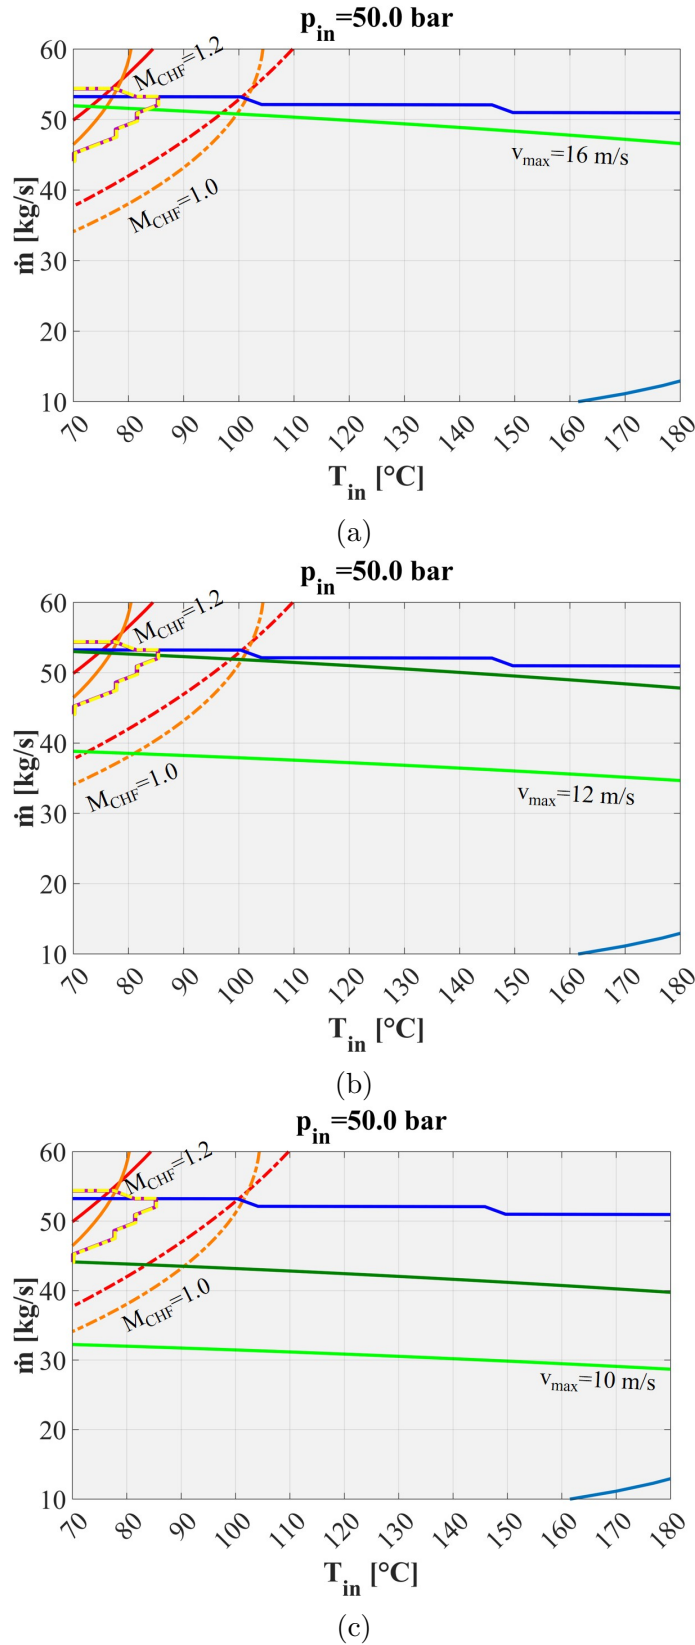 p_in=50.0 bar
60
50
40
30
20
10
ṁ [kg/s]
M_CHF=1.2
M_CHF=1.0
v_max=16 m/s
70 80 90 100 110 120 130 140 150 160 170 180
T_in [°C]
(a)
p_in=50.0 bar
60
50
40
30
20
10
ṁ [kg/s]
M_CHF=1.2
M_CHF=1.0
v_max=12 m/s
70 80 90 100 110 120 130 140 150 160 170 180
T_in [°C]
(b)
p_in=50.0 bar
60
50
40
30
20
10
ṁ [kg/s]
M_CHF=1.2
M_CHF=1.0
v_max=10 m/s
70 80 90 100 110 120 130 140 150 160 170 180
T_in [°C]
(c)